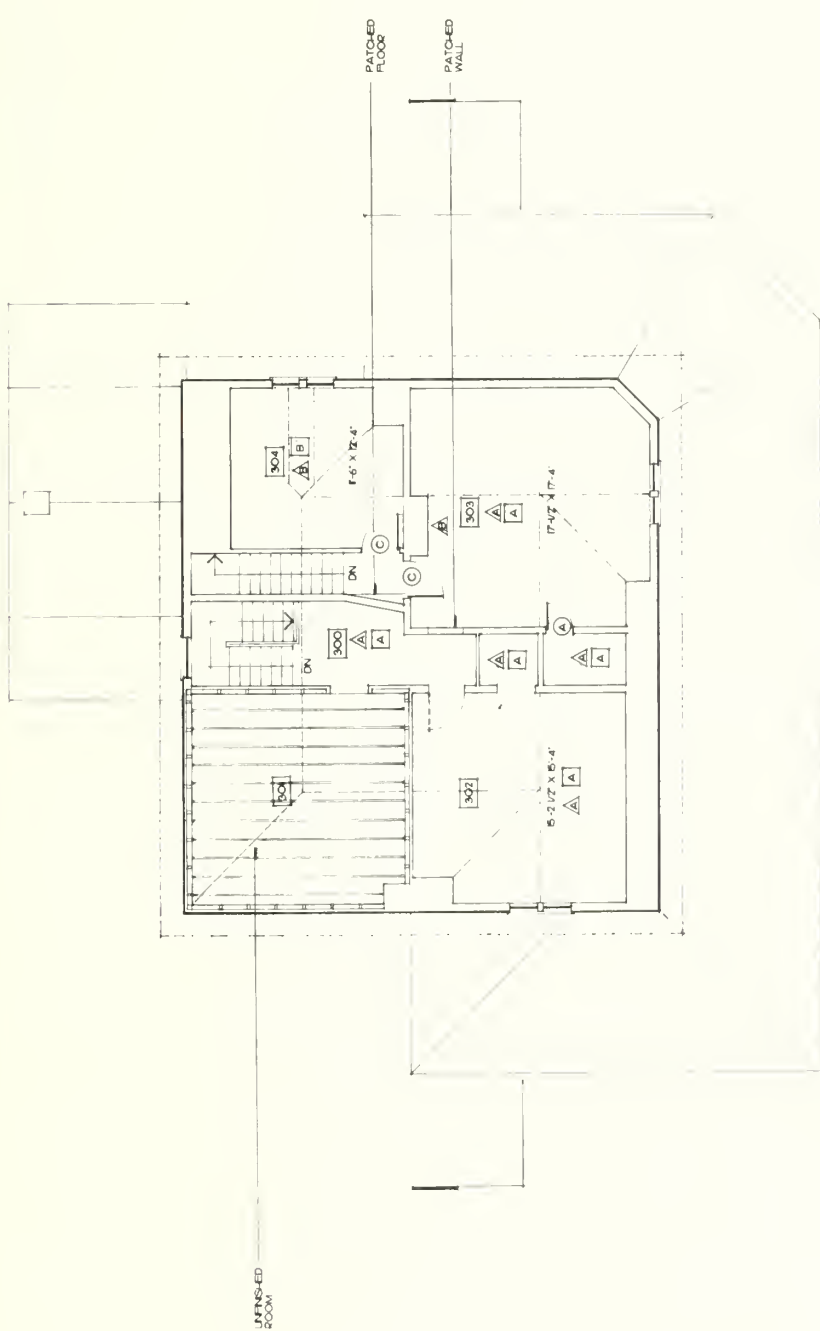 UNFINISHED
ROOM
PATCHED
FLOOR
PATCHED
WALL
301
DN
300
A A
DN
304
B B
11'-6" X 12'-4"
C
C
B
302
303
A A
A A
15'-2 1/2" X 15'-4"
A A
A
A A
17'-1/2" X 17'-4"